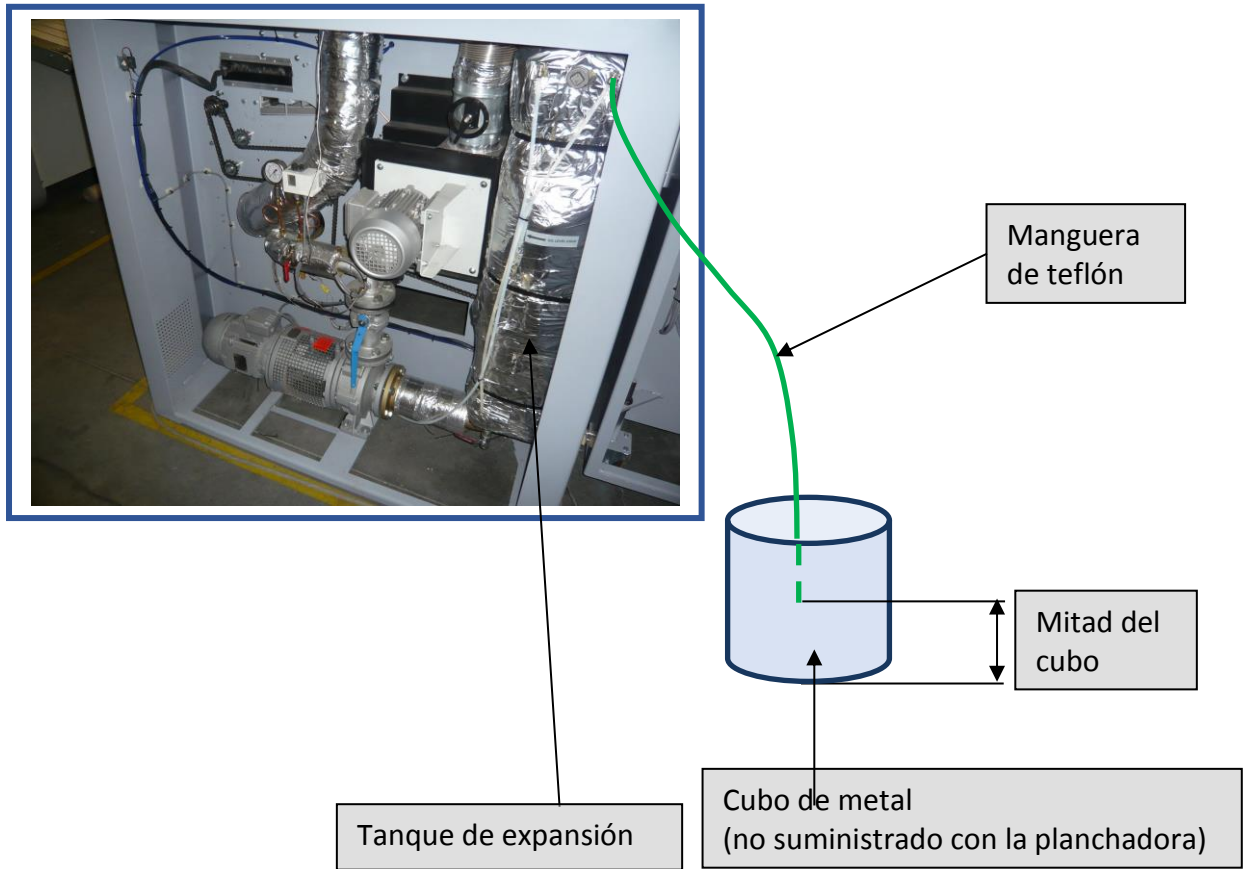 Manguera
de teflón
Mitad del
cubo
Cubo de metal
(no suministrado con la planchadora)
Tanque de expansión